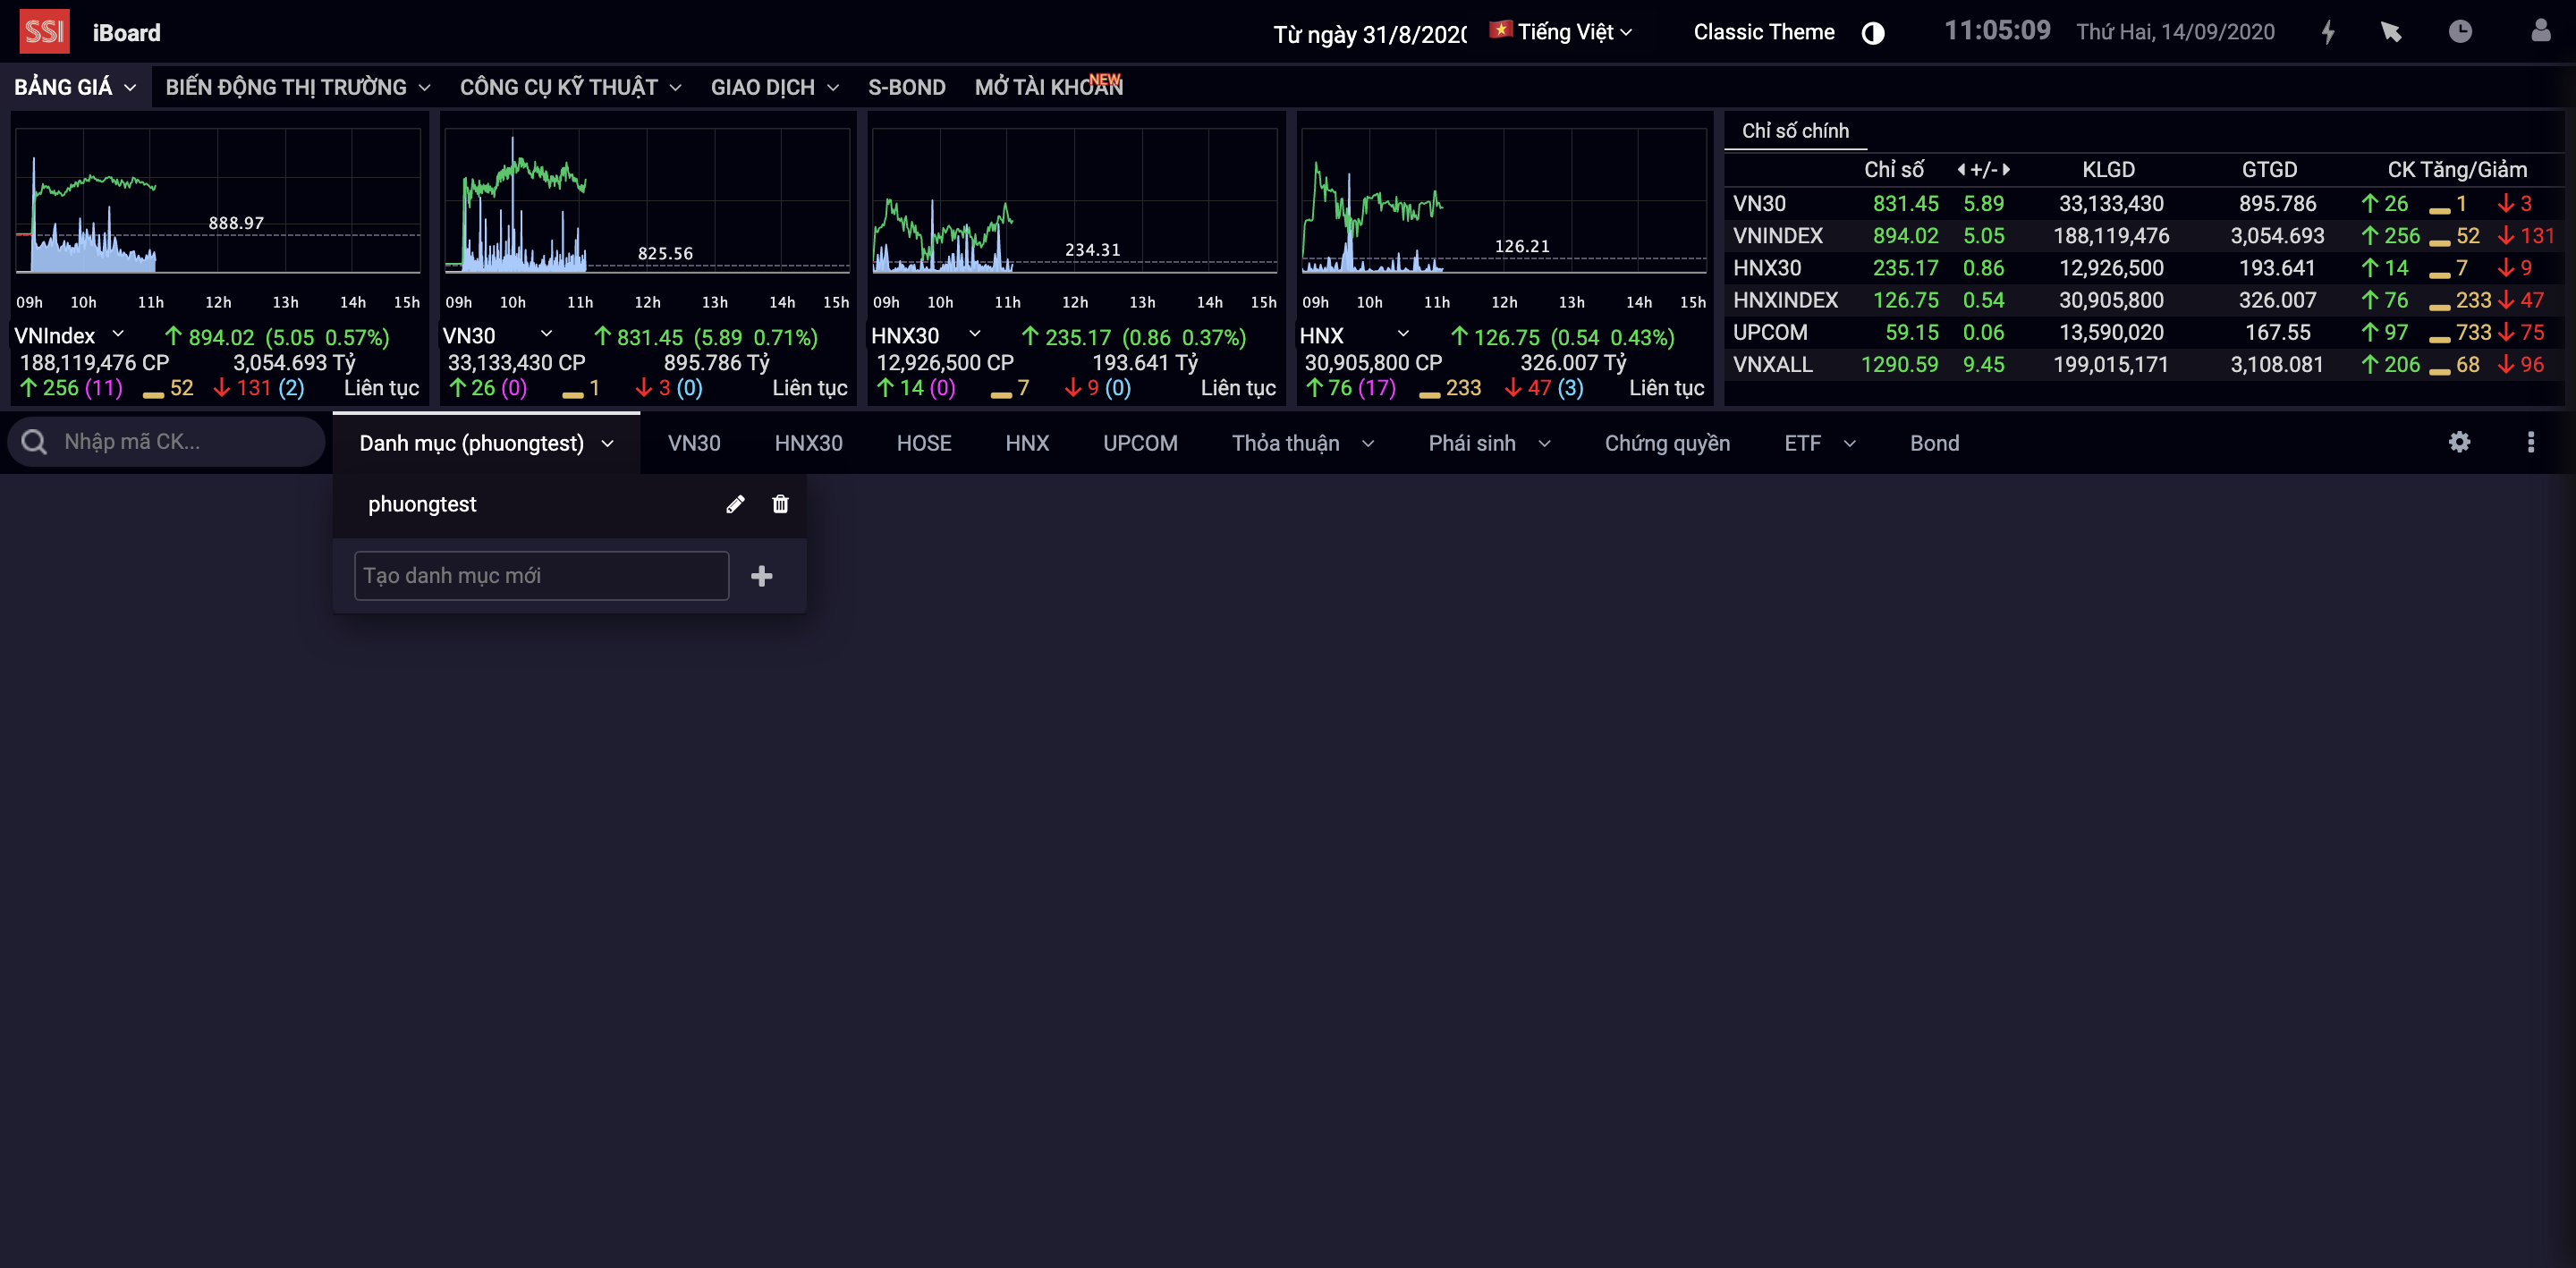 SSI iBoard Từ ngày 31/8/2020 Tiếng Việt Classic Theme 11:05:09 Thứ Hai, 14/09/2020
BẢNG GIÁ BIẾN ĐỘNG THỊ TRƯỜNG CÔNG CỤ KỸ THUẬT GIAO DỊCH S-BOND MỞ TÀI KHOẢN NEW
888.97
09h 10h 11h 12h 13h 14h 15h
VNIndex 894.02 (5.05 0.57%)
188,119,476 CP 3,054.693 Tỷ
256 (11) 52 131 (2) Liên tục
825.56
09h 10h 11h 12h 13h 14h 15h
VN30 831.45 (5.89 0.71%)
33,133,430 CP 895.786 Tỷ
26 (0) 1 3 (0) Liên tục
234.31
09h 10h 11h 12h 13h 14h 15h
HNX30 235.17 (0.86 0.37%)
12,926,500 CP 193.641 Tỷ
14 (0) 7 9 (0) Liên tục
126.21
09h 10h 11h 12h 13h 14h 15h
HNX 126.75 (0.54 0.43%)
30,905,800 CP 326.007 Tỷ
76 (17) 233 47 (3) Liên tục
Chỉ số chính
Chỉ số +/- KLGD GTGD CK Tăng/Giảm
VN30 831.45 5.89 33,133,430 895.786 26 1 3
VNINDEX 894.02 5.05 188,119,476 3,054.693 256 52 131
HNX30 235.17 0.86 12,926,500 193.641 14 7 9
HNXINDEX 126.75 0.54 30,905,800 326.007 76 233 47
UPCOM 59.15 0.06 13,590,020 167.55 97 733 75
VNXALL 1290.59 9.45 199,015,171 3,108.081 206 68 96
Nhập mã CK... Danh mục (phuongtest) VN30 HNX30 HOSE HNX UPCOM Thỏa thuận Phái sinh Chứng quyền ETF Bond
phuongtest
Tạo danh mục mới